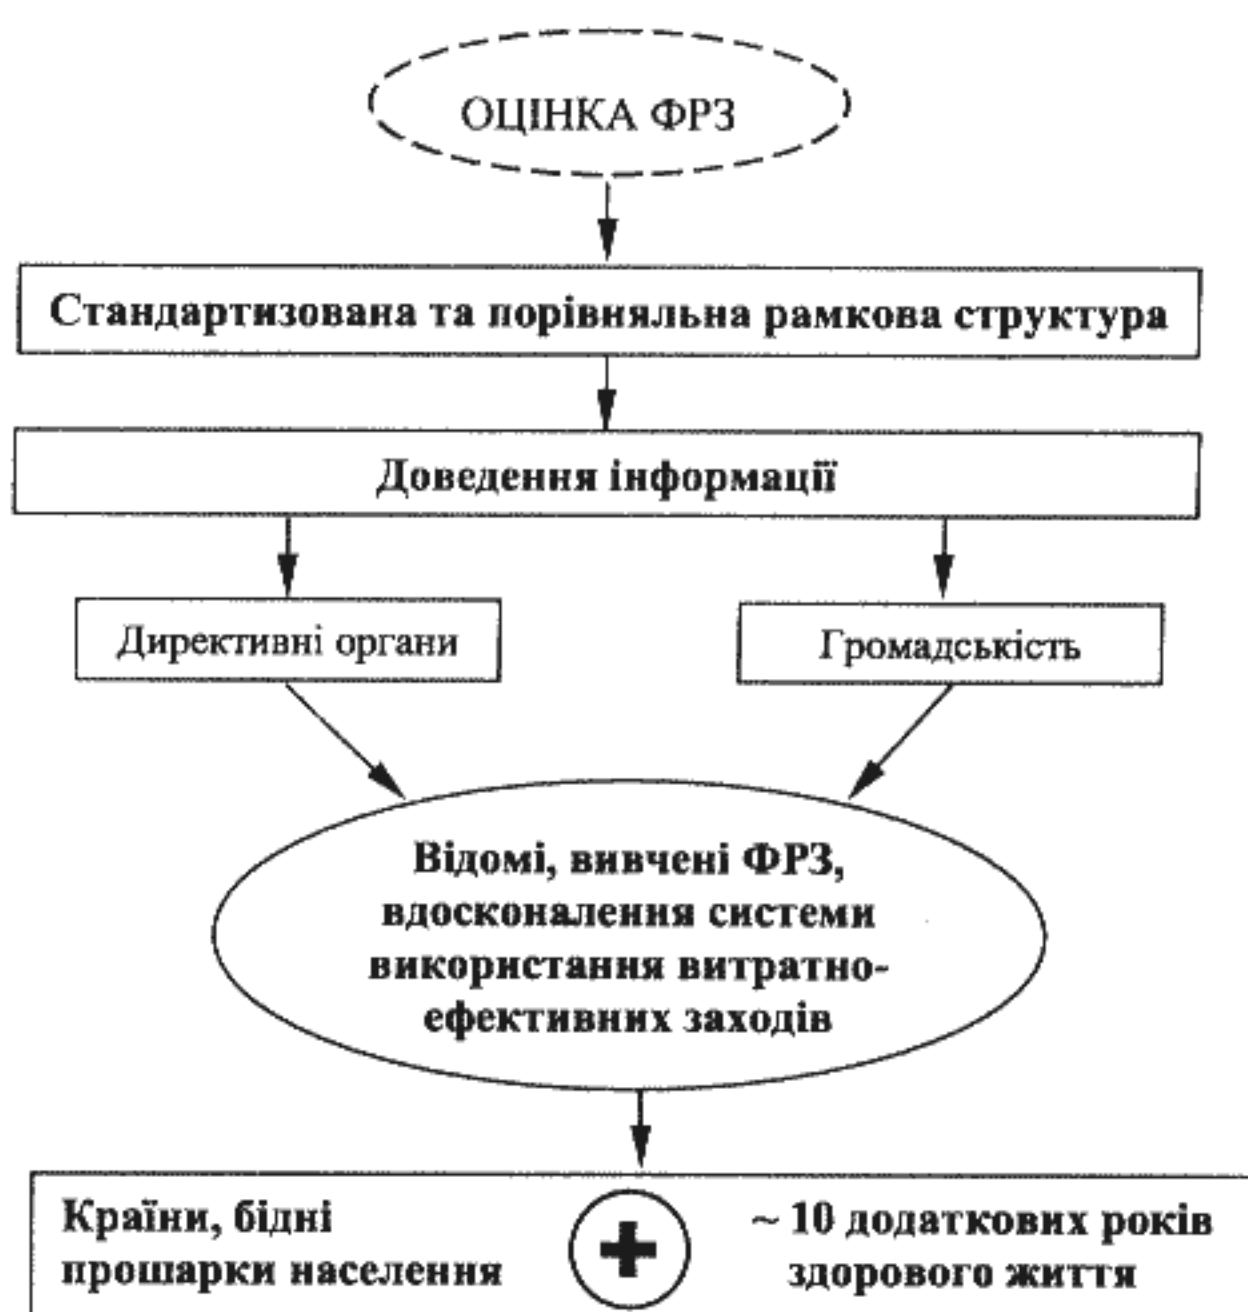 ОЦІНКА ФРЗ
Стандартизована та порівняльна рамкова структура
Доведення інформації
Директивні органи
Громадськість
Відомі, вивчені ФРЗ,
вдосконалення системи
використання витратно-
ефективних заходів
Країни, бідні
прошарки населення
+
~ 10 додаткових років
здорового життя